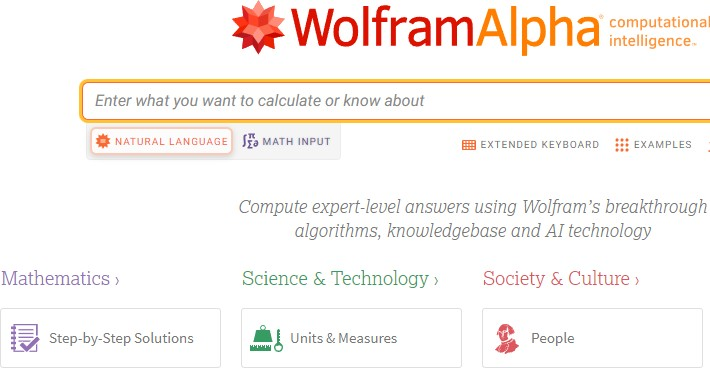 WolframAlpha computational
intelligence™
Enter what you want to calculate or know about
NATURAL LANGUAGE MATH INPUT EXTENDED KEYBOARD EXAMPLES
Compute expert-level answers using Wolfram's breakthrough
algorithms, knowledgebase and AI technology
Mathematics › Science & Technology › Society & Culture ›
Step-by-Step Solutions Units & Measures People